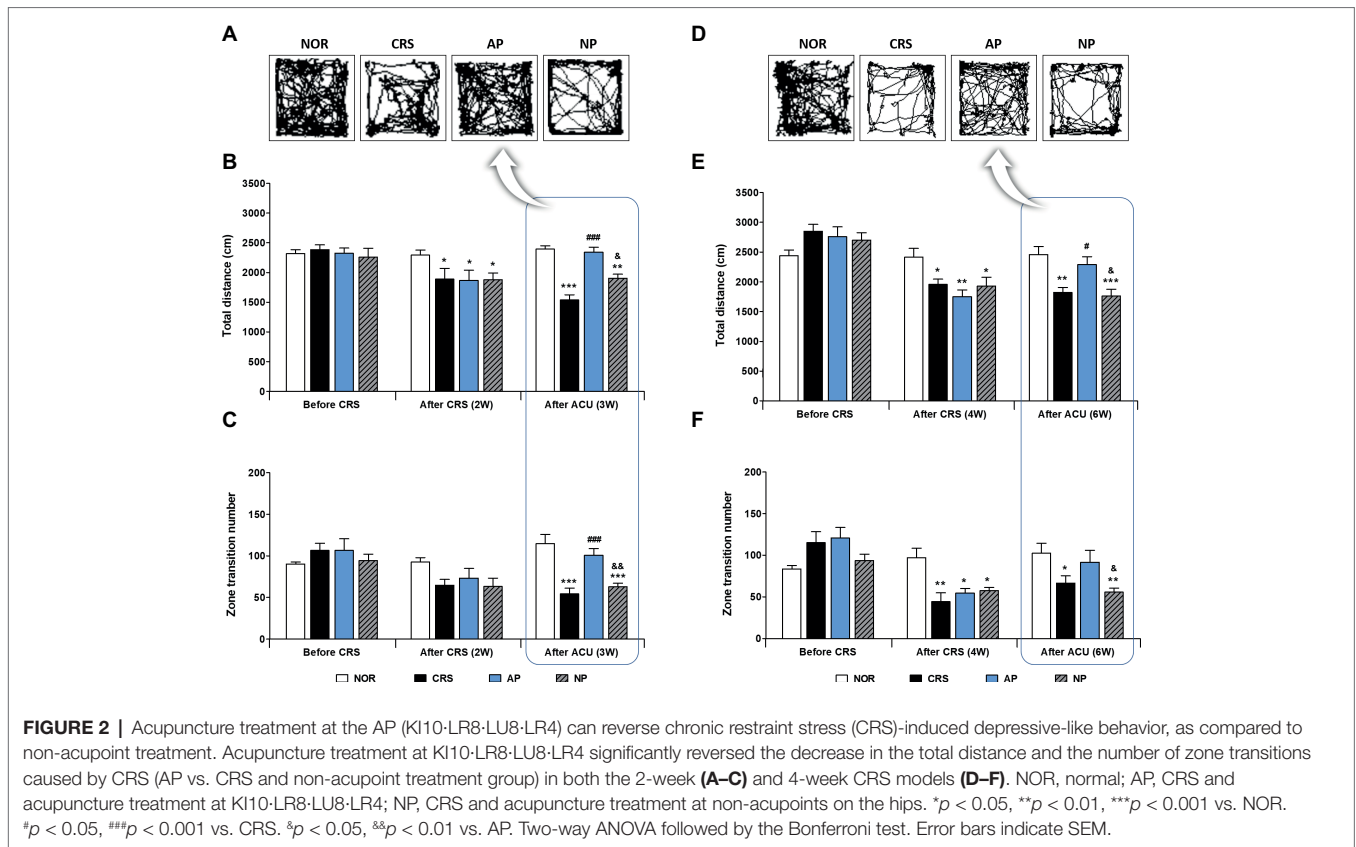 A
NOR CRS AP NP
B
Total distance (cm)
3500
3000
2500
2000
1500
1000
500
0
* * *
*** ### & **
Before CRS After CRS (2W) After ACU (3W)
C
Zone transition number
200
150
100
50
0
*** ### && ***
Before CRS After CRS (2W) After ACU (3W)
NOR CRS AP NP
D
NOR CRS AP NP
E
Total distance (cm)
3500
3000
2500
2000
1500
1000
500
0
* ** *
** # & ***
Before CRS After CRS (4W) After ACU (6W)
F
Zone transition number
200
150
100
50
0
** * *
* & **
Before CRS After CRS (4W) After ACU (6W)
NOR CRS AP NP
FIGURE 2 | Acupuncture treatment at the AP (KI10·LR8·LU8·LR4) can reverse chronic restraint stress (CRS)-induced depressive-like behavior, as compared to
non-acupoint treatment. Acupuncture treatment at KI10·LR8·LU8·LR4 significantly reversed the decrease in the total distance and the number of zone transitions
caused by CRS (AP vs. CRS and non-acupoint treatment group) in both the 2-week (A–C) and 4-week CRS models (D–F). NOR, normal; AP, CRS and
acupuncture treatment at KI10·LR8·LU8·LR4; NP, CRS and acupuncture treatment at non-acupoints on the hips. *p < 0.05, **p < 0.01, ***p < 0.001 vs. NOR.
#p < 0.05, ###p < 0.001 vs. CRS. &p < 0.05, &&p < 0.01 vs. AP. Two-way ANOVA followed by the Bonferroni test. Error bars indicate SEM.